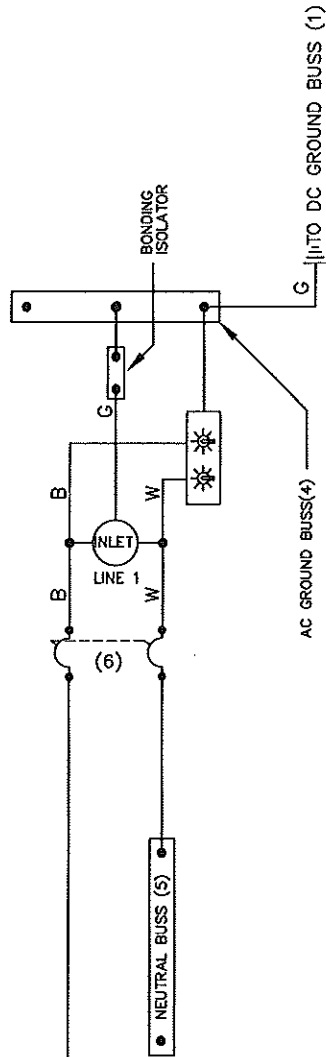 BONDING
ISOLATOR
G
B
B
INLET
LINE 1
W
W
(6)
G
TO DC GROUND BUSS (1)
AC GROUND BUSS(4)
NEUTRAL BUSS (5)